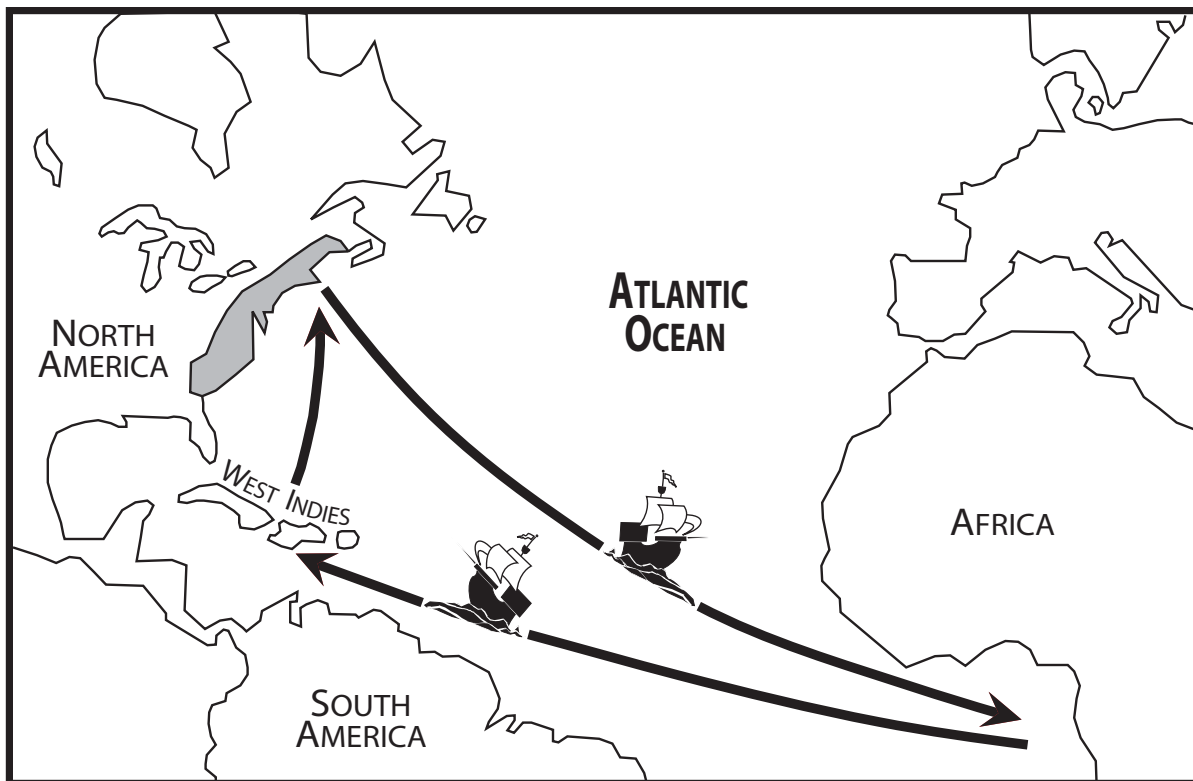 ATLANTIC
OCEAN
NORTH
AMERICA
WEST INDIES
AFRICA
SOUTH
AMERICA